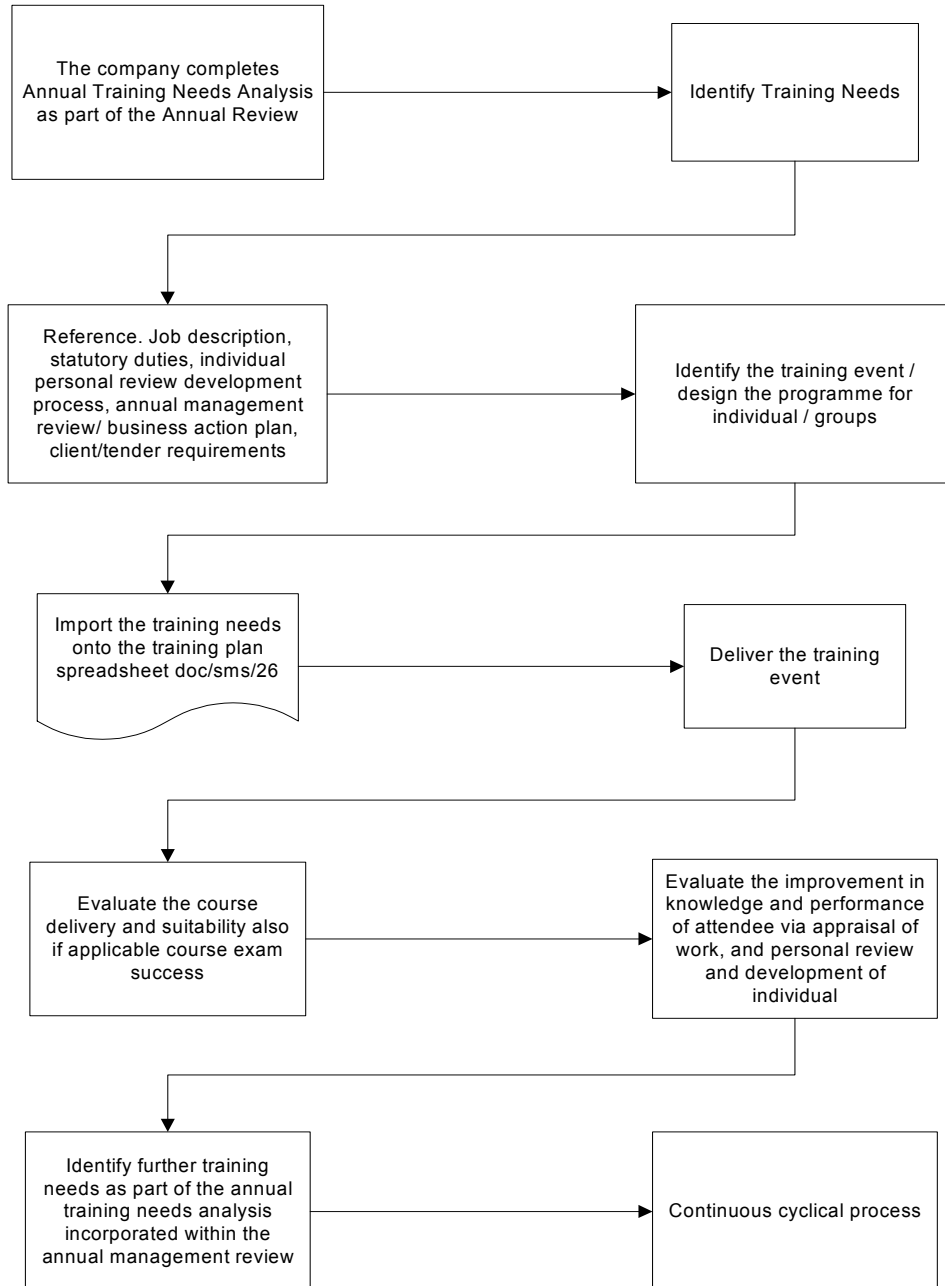 The company completes
Annual Training Needs Analysis
as part of the Annual Review
Identify Training Needs
Reference. Job description,
statutory duties, individual
personal review development
process, annual management
review/ business action plan,
client/tender requirements
Identify the training event /
design the programme for
individual / groups
Import the training needs
onto the training plan
spreadsheet doc/sms/26
Deliver the training
event
Evaluate the course
delivery and suitability also
if applicable course exam
success
Evaluate the improvement in
knowledge and performance
of attendee via appraisal of
work, and personal review
and development of
individual
Identify further training
needs as part of the annual
training needs analysis
incorporated within the
annual management review
Continuous cyclical process